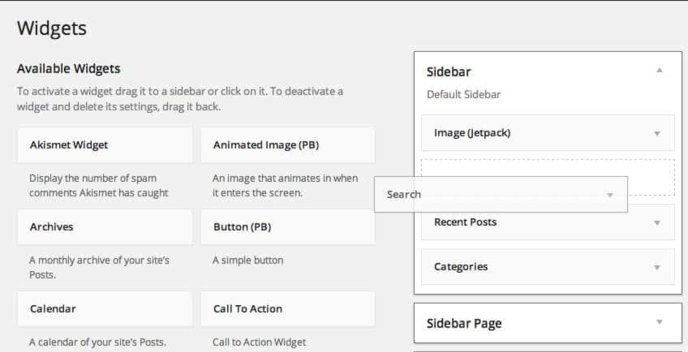 Widgets
Available Widgets
To activate a widget drag it to a sidebar or click on it. To deactivate a
widget and delete its settings, drag it back.
Akismet Widget
Animated Image (PB)
Display the number of spam
comments Akismet has caught
An image that animates in when
it enters the screen.
Archives
Button (PB)
A monthly archive of your site's
Posts.
A simple button
Calendar
Call To Action
A calendar of your site's Posts.
Call to Action Widget
Sidebar
Default Sidebar
Image (Jetpack)
Search
Recent Posts
Categories
Sidebar Page